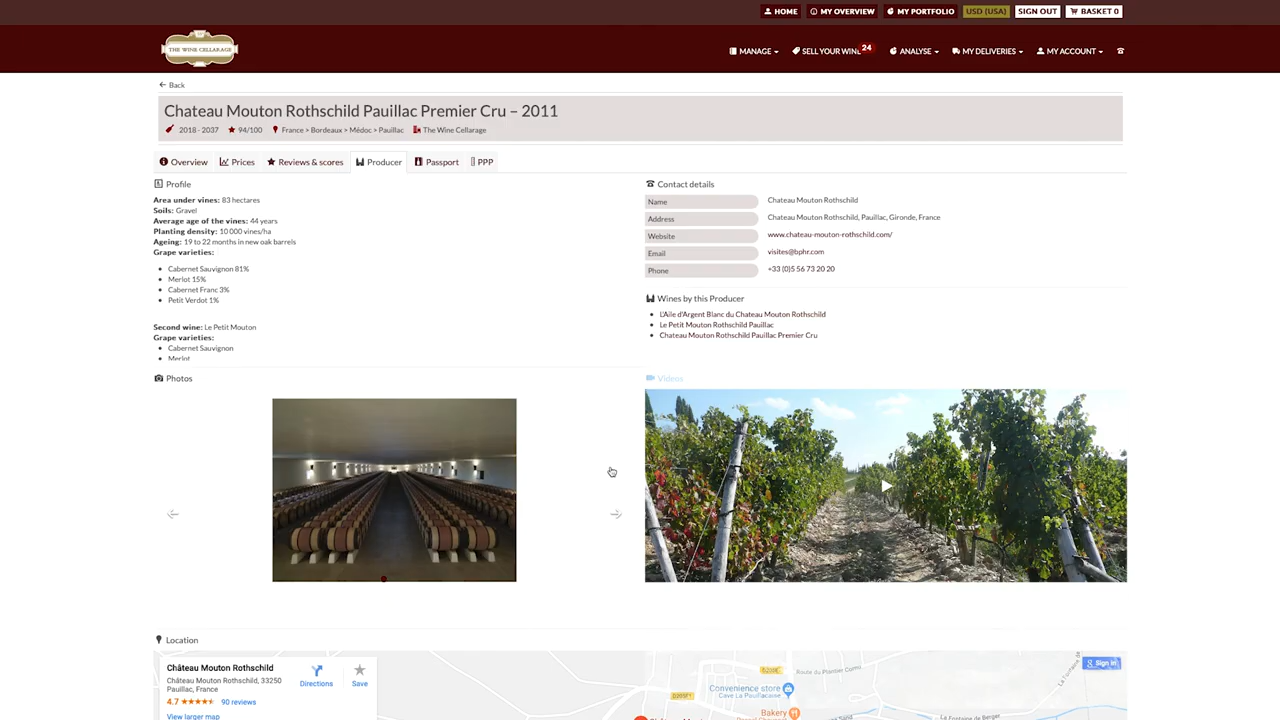 HOME MY OVERVIEW MY PORTFOLIO USD (USA) SIGN OUT BASKET 0
THE WINE CELLARAGE
MANAGE SELL YOUR WINE 24 ANALYSE MY DELIVERIES MY ACCOUNT
Back
Chateau Mouton Rothschild Pauillac Premier Cru – 2011
2018 - 2037 94/100 France > Bordeaux > Médoc > Pauillac The Wine Cellarage
Overview Prices Reviews & scores Producer Passport PPP
Profile
Area under vines: 83 hectares
Soils: Gravel
Average age of the vines: 44 years
Planting density: 10 000 vines/ha
Ageing: 19 to 22 months in new oak barrels
Grape varieties:
Cabernet Sauvignon 81%
Merlot 15%
Cabernet Franc 3%
Petit Verdot 1%
Second wine: Le Petit Mouton
Grape varieties:
Cabernet Sauvignon
Merlot
Contact details
Name Chateau Mouton Rothschild
Address Chateau Mouton Rothschild, Pauillac, Gironde, France
Website www.chateau-mouton-rothschild.com/
Email visites@bphr.com
Phone +33 (0)5 56 73 20 20
Wines by this Producer
L'Aile d'Argent Blanc du Chateau Mouton Rothschild
Le Petit Mouton Rothschild Pauillac
Chateau Mouton Rothschild Pauillac Premier Cru
Photos
Videos
Location
Château Mouton Rothschild
Château Mouton Rothschild, 33250
Pauillac, France
4.7 90 reviews
View larger map
Directions
Save
D205E
D205E1
Convenience store
Cave La Pauillacaise
Bakery
Route du Plantier Cornu
La Fontaine de Berger
Sign in